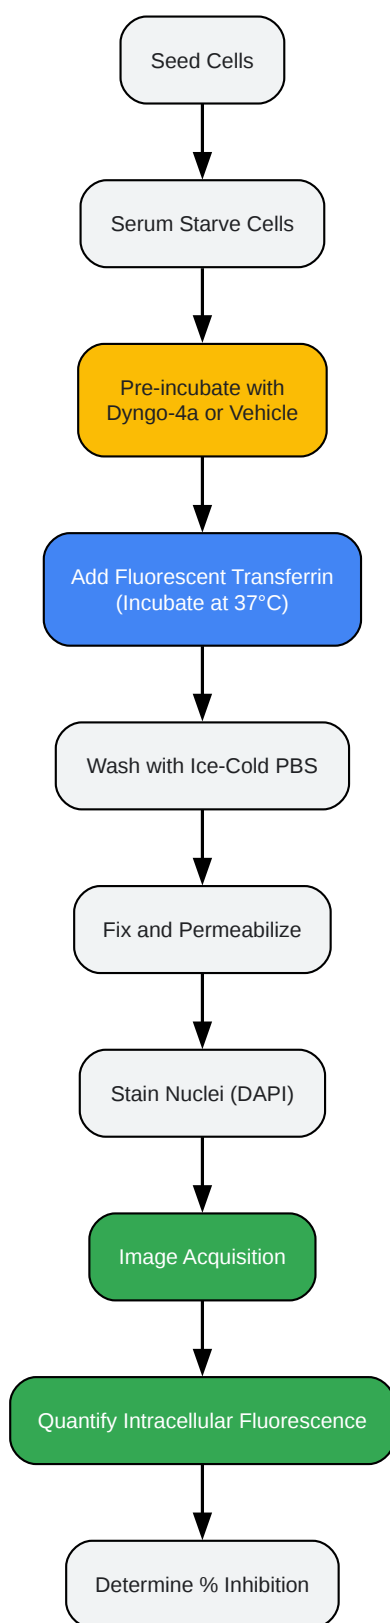 Seed Cells
Serum Starve Cells
Pre-incubate with
Dyngo-4a or Vehicle
Add Fluorescent Transferrin
(Incubate at 37°C)
Wash with Ice-Cold PBS
Fix and Permeabilize
Stain Nuclei (DAPI)
Image Acquisition
Quantify Intracellular Fluorescence
Determine % Inhibition